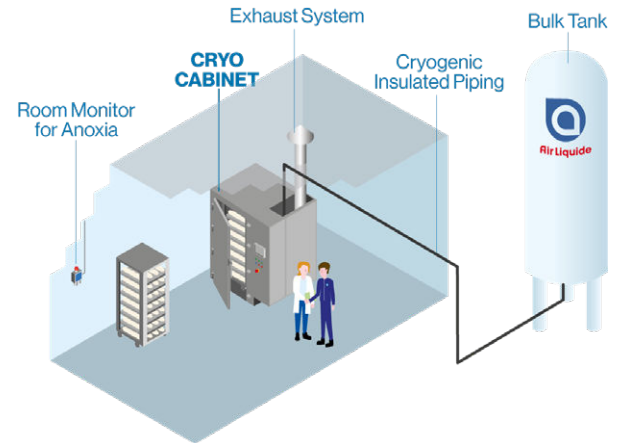 Exhaust System
Bulk Tank
CRYO
CABINET
Cryogenic
Insulated Piping
Room Monitor
for Anoxia
Air Liquide